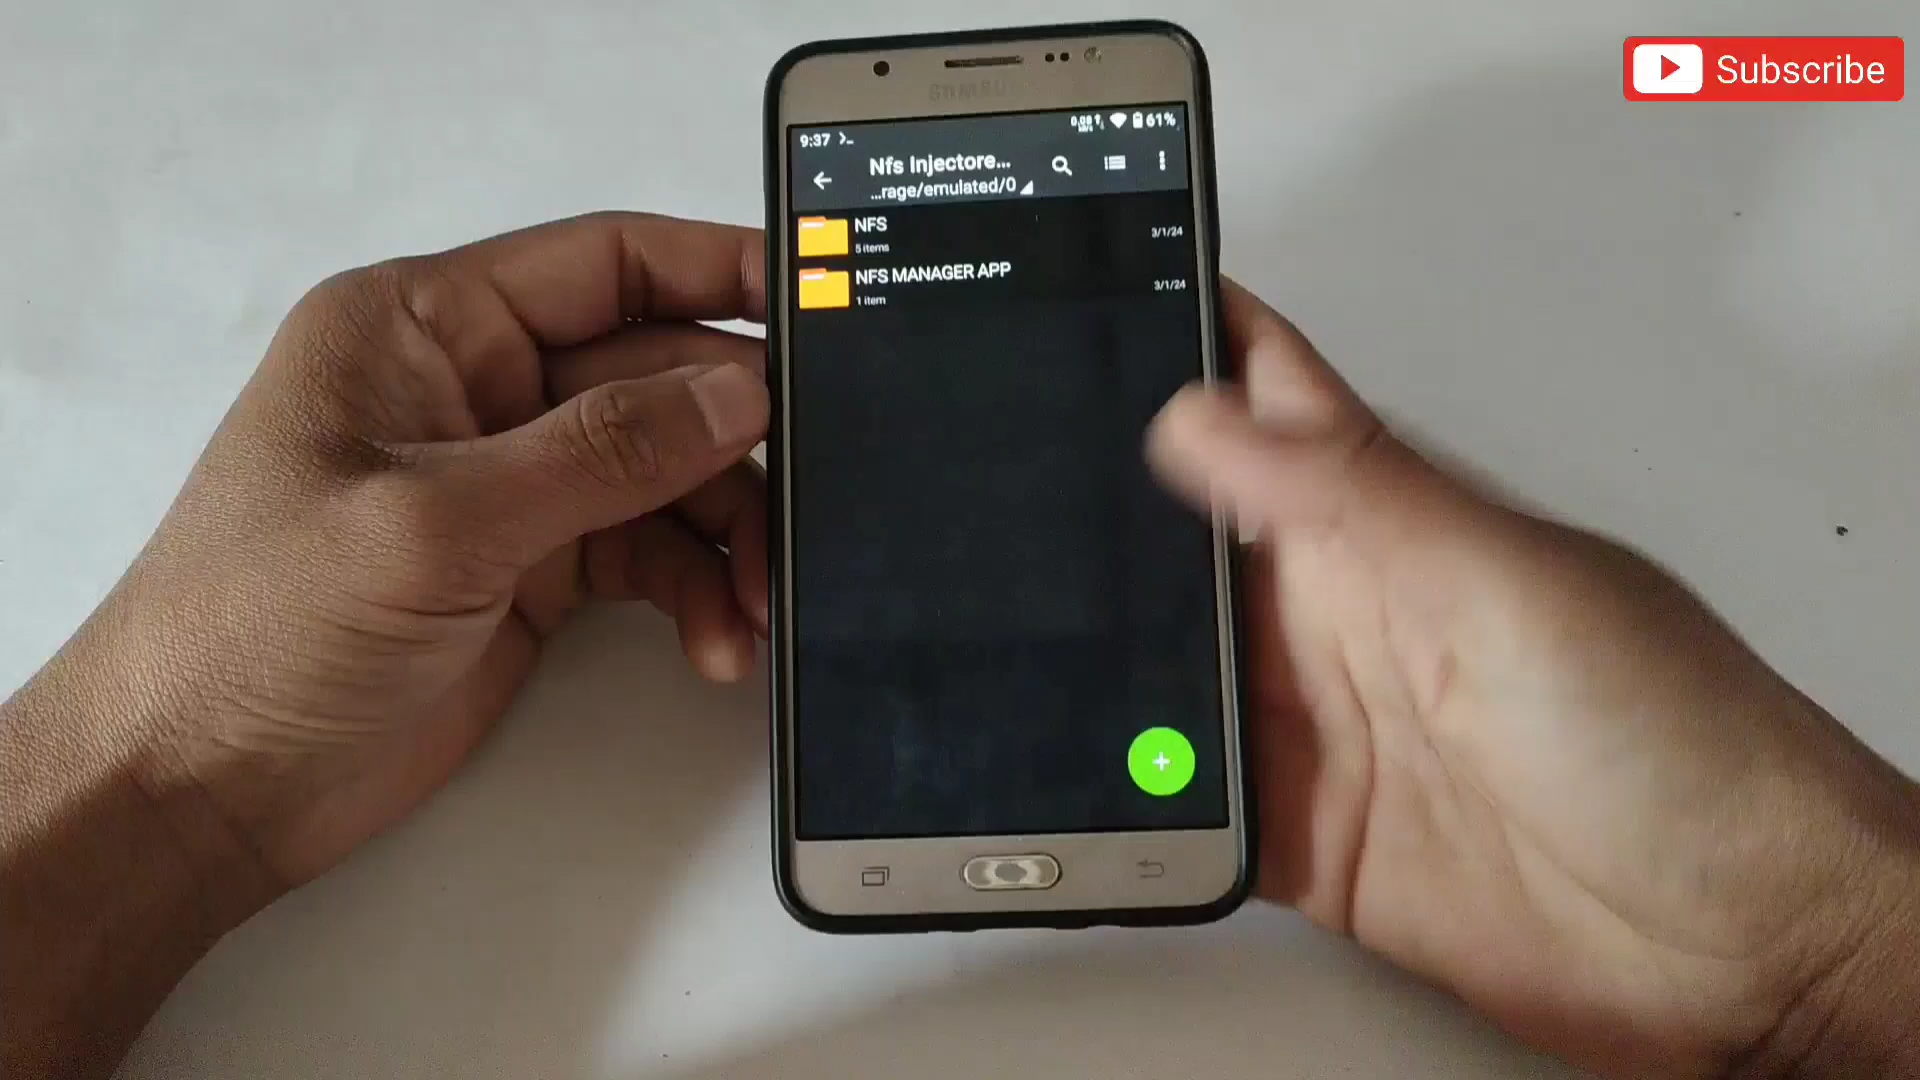 Subscribe
SAMSUNG
9:37
61%
Nfs Injectore...
...rage/emulated/0
NFS
5 items
3/1/24
NFS MANAGER APP
1 item
3/1/24